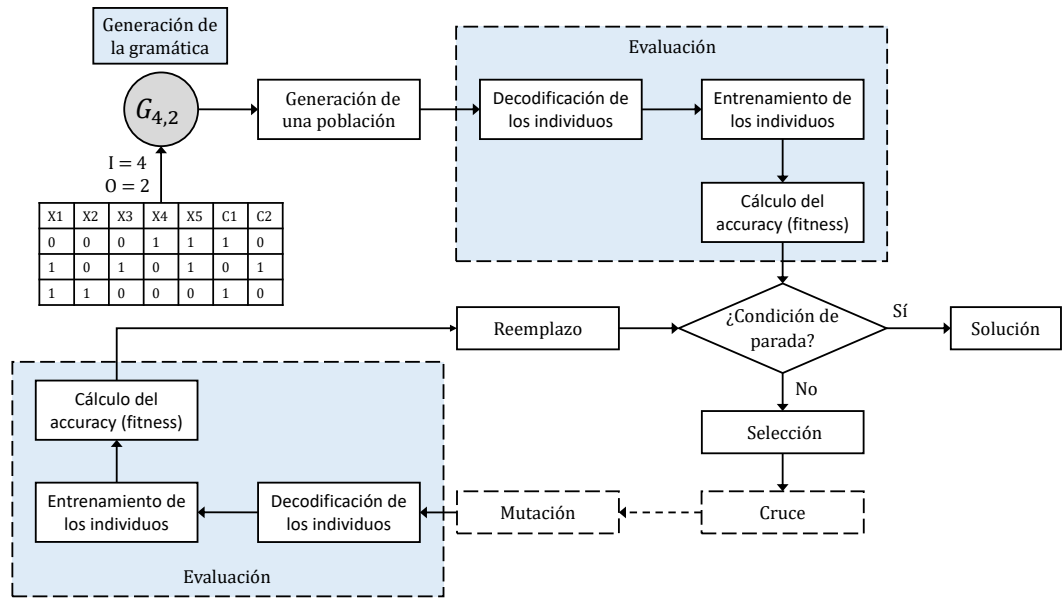 Generación de
la gramática
G4,2
I = 4
O = 2
X1 X2 X3 X4 X5 C1 C2
0 0 0 1 1 1 0
1 0 1 0 1 0 1
1 1 0 0 0 1 0
Generación de
una población
Evaluación
Decodificación de
los individuos
Entrenamiento de
los individuos
Cálculo del
accuracy (fitness)
¿Condición de
parada?
Sí
Solución
No
Selección
Cruce
Mutación
Decodificación de
los individuos
Entrenamiento de
los individuos
Cálculo del
accuracy (fitness)
Evaluación
Reemplazo